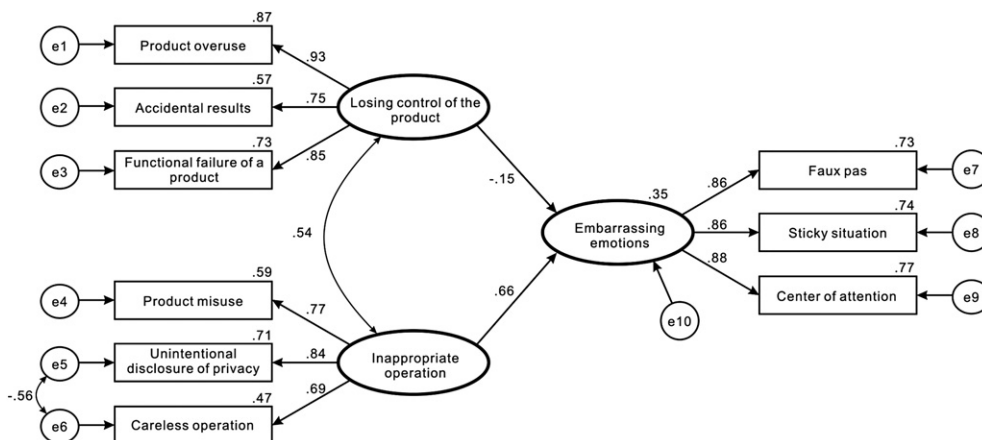 .87
e1
Product overuse
.93
.57
e2
Accidental results
.75
Losing control of the
product
.73
e3
Functional failure of a
product
.85
-.15
.73
Faux pas
e7
.86
.35
.54
Embarrassing
emotions
.86
.74
Sticky situation
e8
.88
.77
Center of attention
e9
.59
e4
Product misuse
.77
.66
e10
.71
e5
Unintentional
disclosure of privacy
.84
Inappropriate
operation
-.56
.69
.47
e6
Careless operation